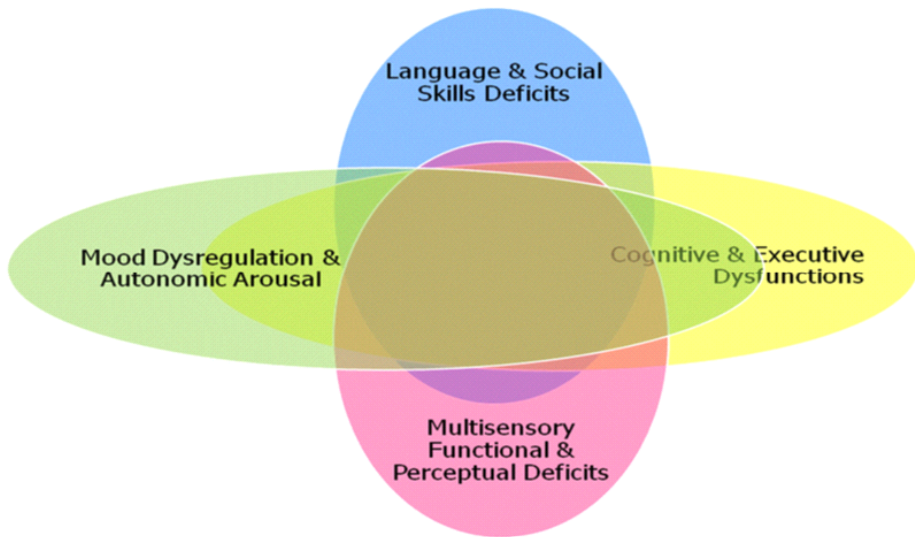 Language & Social
Skills Deficits
Mood Dysregulation &
Autonomic Arousal
Cognitive & Executive
Dysfunctions
Multisensory
Functional &
Perceptual Deficits